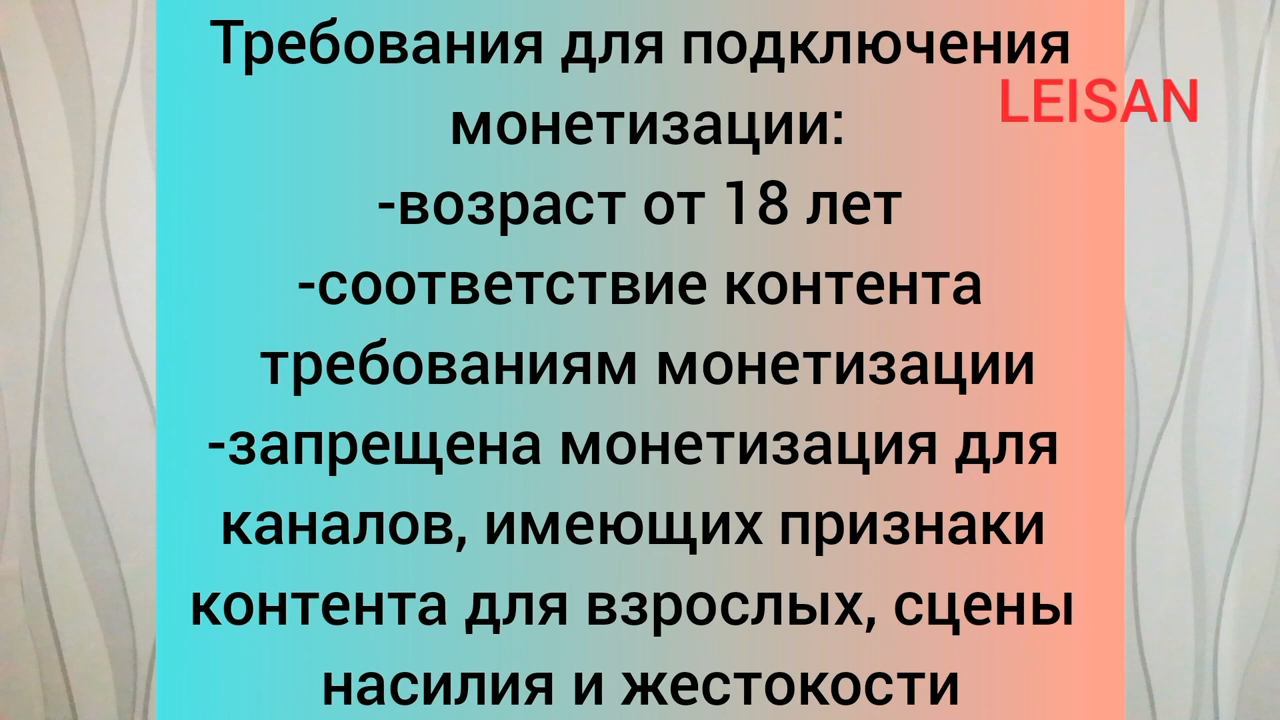 Требования для подключения
LEISAN
монетизации:
-возраст от 18 лет
-соответствие контента
требованиям монетизации
-запрещена монетизация для
каналов, имеющих признаки
контента для взрослых, сцены
насилия и жестокости